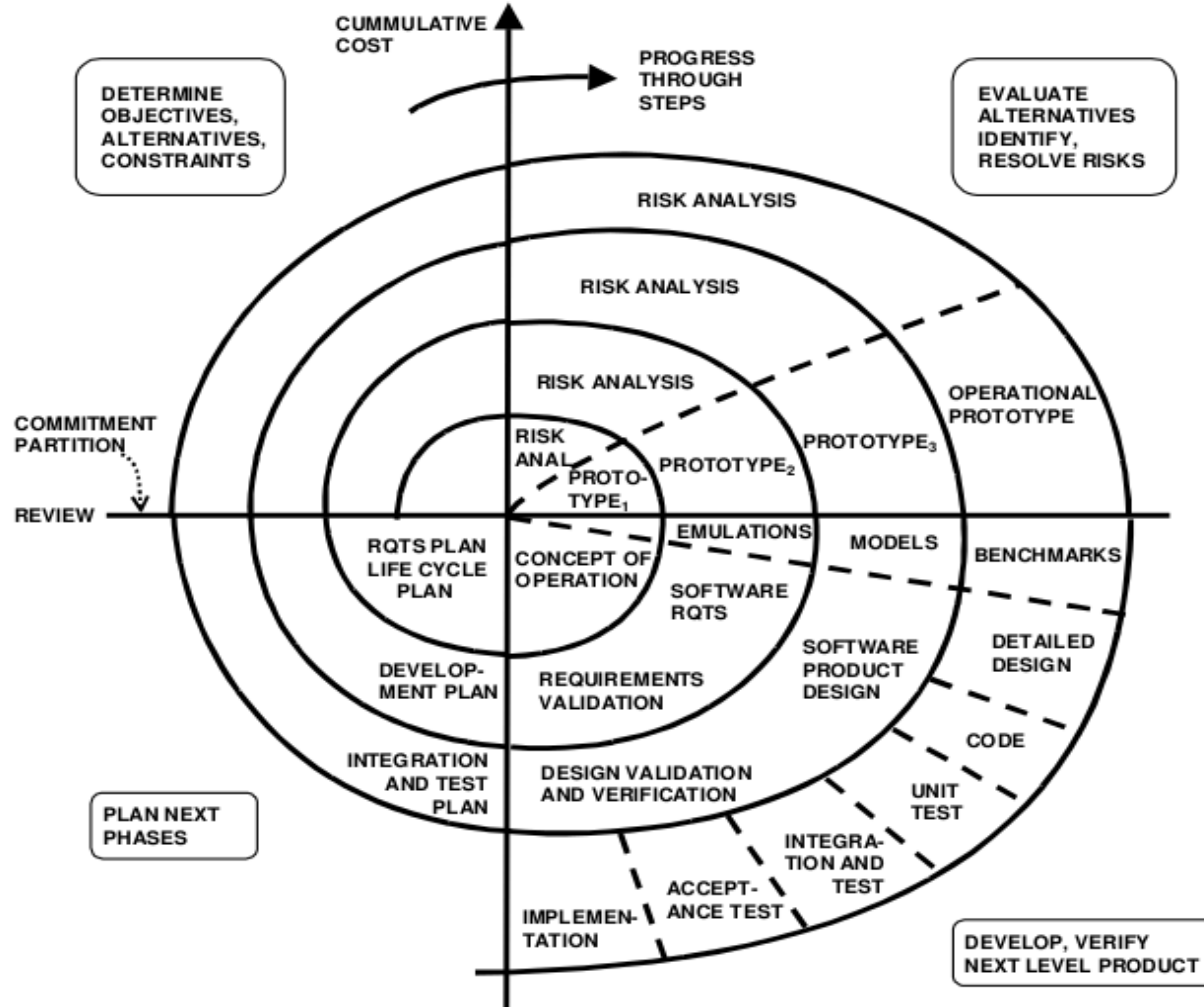 CUMMULATIVE
COST
PROGRESS
THROUGH
STEPS
DETERMINE
OBJECTIVES,
ALTERNATIVES,
CONSTRAINTS
EVALUATE
ALTERNATIVES
IDENTIFY,
RESOLVE RISKS
RISK ANALYSIS
RISK ANALYSIS
RISK ANALYSIS
RISK
ANAL.
PROTO-
TYPE1
PROTOTYPE2
PROTOTYPE3
OPERATIONAL
PROTOTYPE
COMMITMENT
PARTITION
REVIEW
EMULATIONS
MODELS
BENCHMARKS
RQTS PLAN
LIFE CYCLE
PLAN
CONCEPT OF
OPERATION
SOFTWARE
RQTS
SOFTWARE
PRODUCT
DESIGN
DETAILED
DESIGN
DEVELOP-
MENT PLAN
REQUIREMENTS
VALIDATION
CODE
INTEGRATION
AND TEST
PLAN
DESIGN VALIDATION
AND VERIFICATION
UNIT
TEST
PLAN NEXT
PHASES
INTEGRA-
TION AND
TEST
ACCEPT-
ANCE TEST
IMPLEMEN-
TATION
DEVELOP, VERIFY
NEXT LEVEL PRODUCT